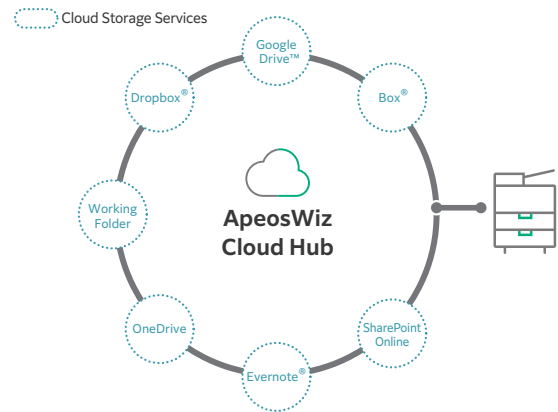 Cloud Storage Services
Google
Drive™
Dropbox®
Box®
Working
Folder
ApeosWiz
Cloud Hub
OneDrive
SharePoint
Online
Evernote®